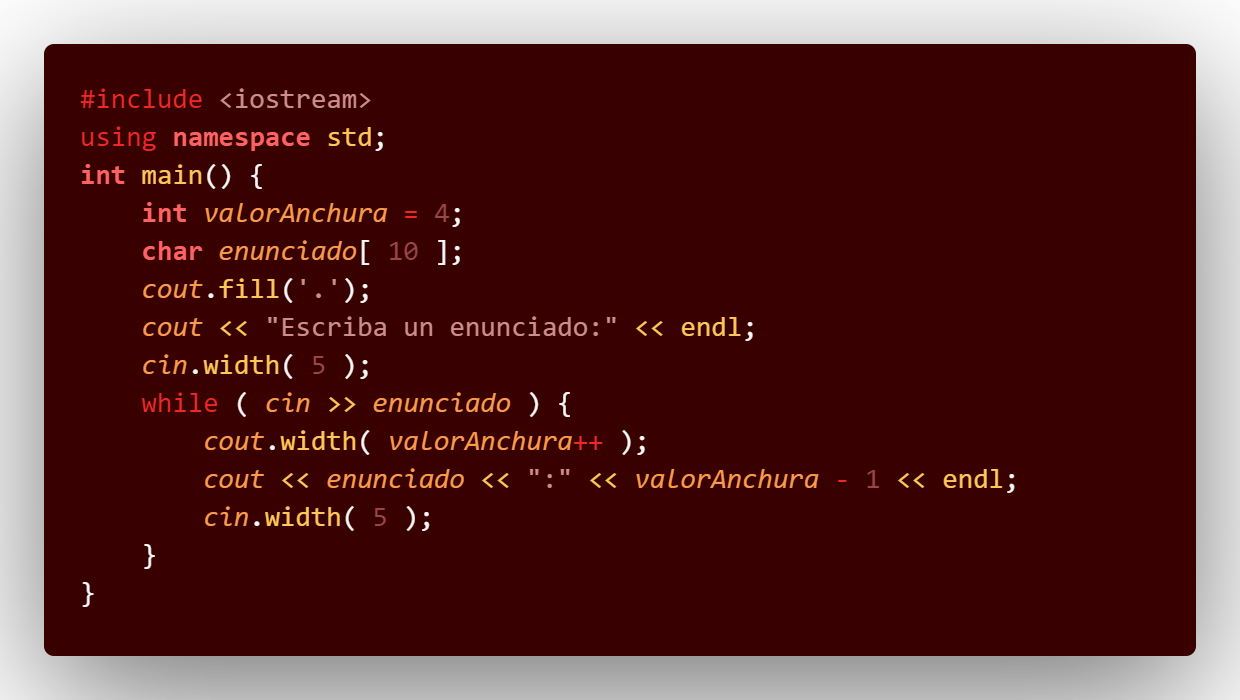 #include <iostream>
using namespace std;
int main() {
    int valorAnchura = 4;
    char enunciado[ 10 ];
    cout.fill('.');
    cout << "Escriba un enunciado:" << endl;
    cin.width( 5 );
    while ( cin >> enunciado ) {
        cout.width( valorAnchura++ );
        cout << enunciado << ":" << valorAnchura - 1 << endl;
        cin.width( 5 );
    }
}